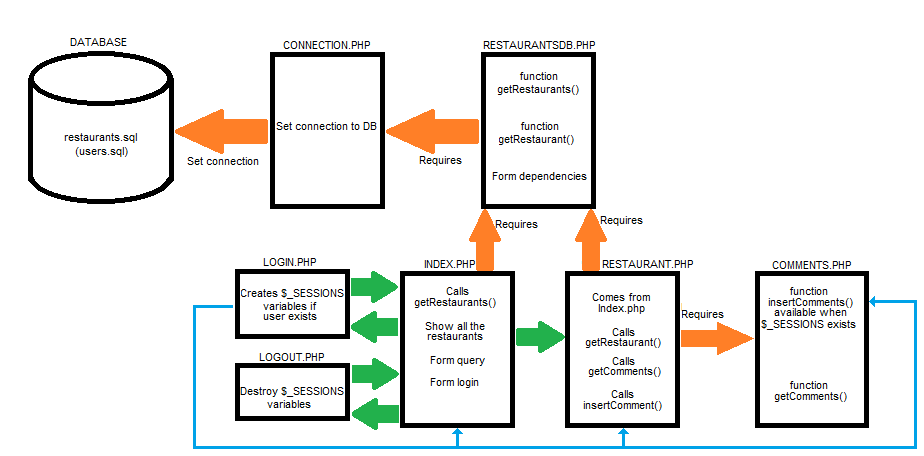 DATABASE
restaurants.sql
(users.sql)
Set connection
CONNECTION.PHP
Set connection to DB
Requires
RESTAURANTSDB.PHP
function
getRestaurants()
function
getRestaurant()
Form dependencies
Requires
Requires
LOGIN.PHP
Creates $_SESSIONS
variables if
user exists
LOGOUT.PHP
Destroy $_SESSIONS
variables
INDEX.PHP
Calls
getRestaurants()
Show all the
restaurants
Form query
Form login
RESTAURANT.PHP
Comes from
Index.php
Calls
getRestaurant()
Calls
getComments()
Calls
insertComment()
Requires
COMMENTS.PHP
function
insertComments()
available when
$_SESSIONS exists
function
getComments()